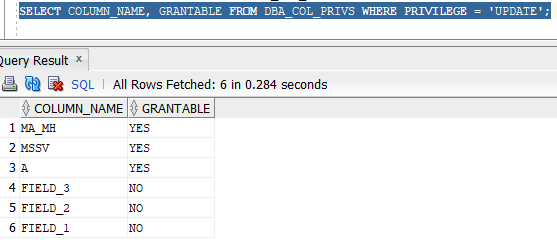 SELECT COLUMN_NAME, GRANTABLE FROM DBA_COL_PRIVS WHERE PRIVILEGE = 'UPDATE';
Query Result x
SQL | All Rows Fetched: 6 in 0.284 seconds
COLUMN_NAME GRANTABLE
1 MA_MH YES
2 MSSV YES
3 A YES
4 FIELD_3 NO
5 FIELD_2 NO
6 FIELD_1 NO